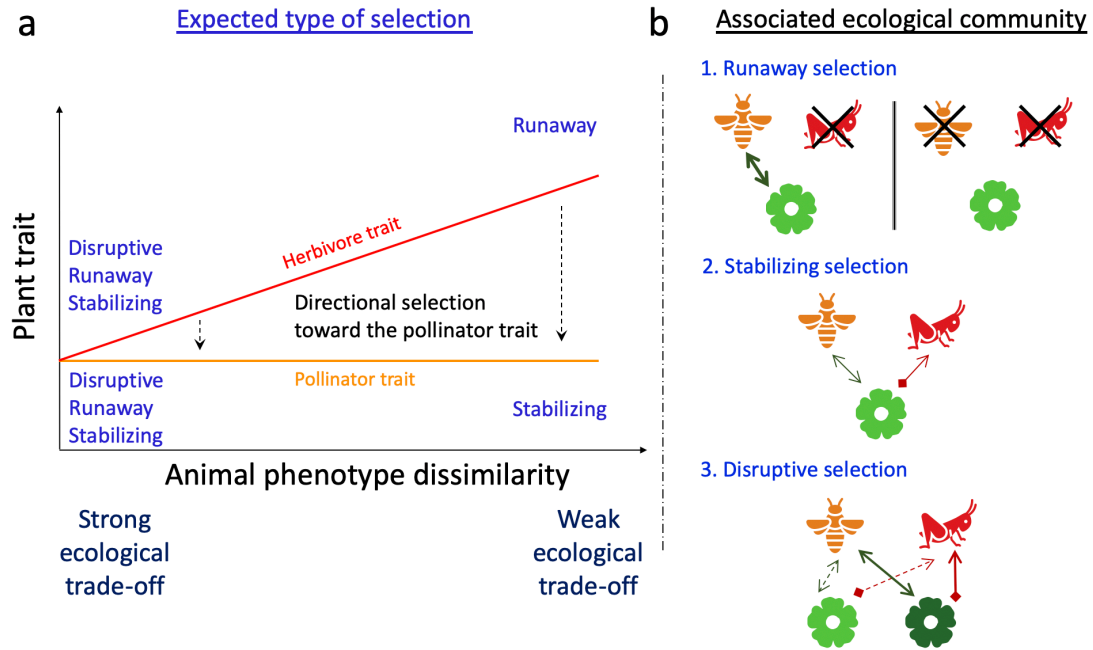 a
Expected type of selection
Plant trait
Runaway
Herbivore trait
Disruptive
Runaway
Stabilizing
Directional selection
toward the pollinator trait
Pollinator trait
Disruptive
Runaway
Stabilizing
Stabilizing
Animal phenotype dissimilarity
Strong
ecological
trade-off
Weak
ecological
trade-off
b
Associated ecological community
1. Runaway selection
2. Stabilizing selection
3. Disruptive selection